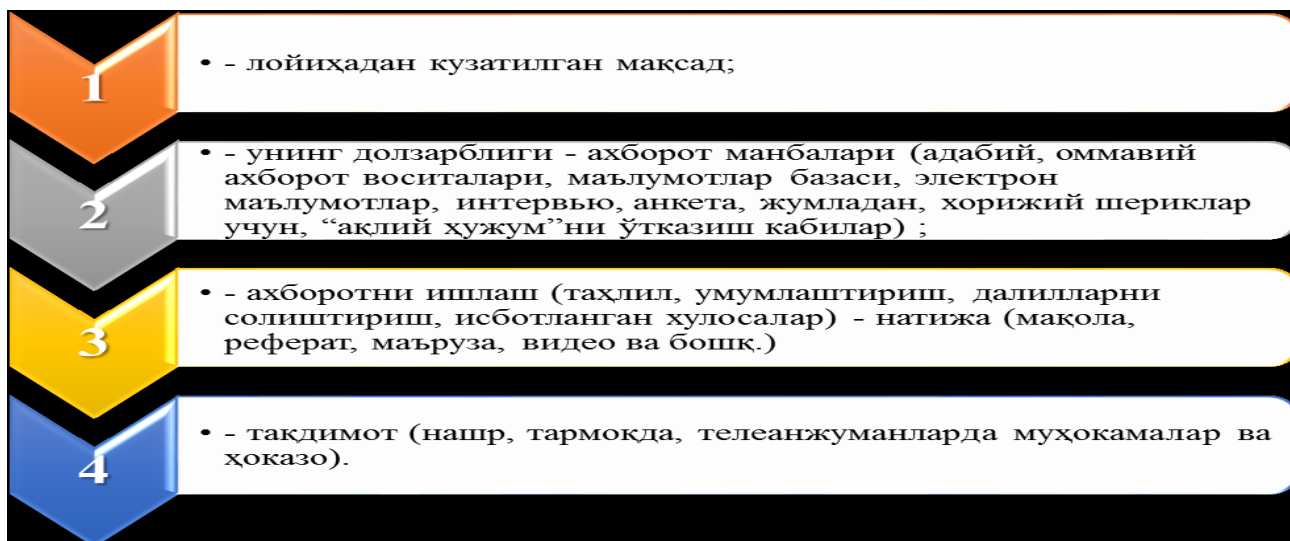 1
• - лойиҳадан кузатилган мақсад;
2
• - унинг долзарблиги - ахборот манбалари (адабий, оммавий
ахборот воситалари, маълумотлар базаси, электрон
маълумотлар, интервью, анкета, жумладан, хорижий шериклар
учун, “ақлий ҳужум”ни ўтказиш кабилар) ;
3
• - ахборотни ишлаш (таҳлил, умумлаштириш, далилларни
солиштириш, исботланган хулосалар) - натижа (мақола,
реферат, маъруза, видео ва бошқ.)
4
• - тақдимот (нашр, тармоқда, телеанжуманларда муҳокамалар ва
ҳоказо).